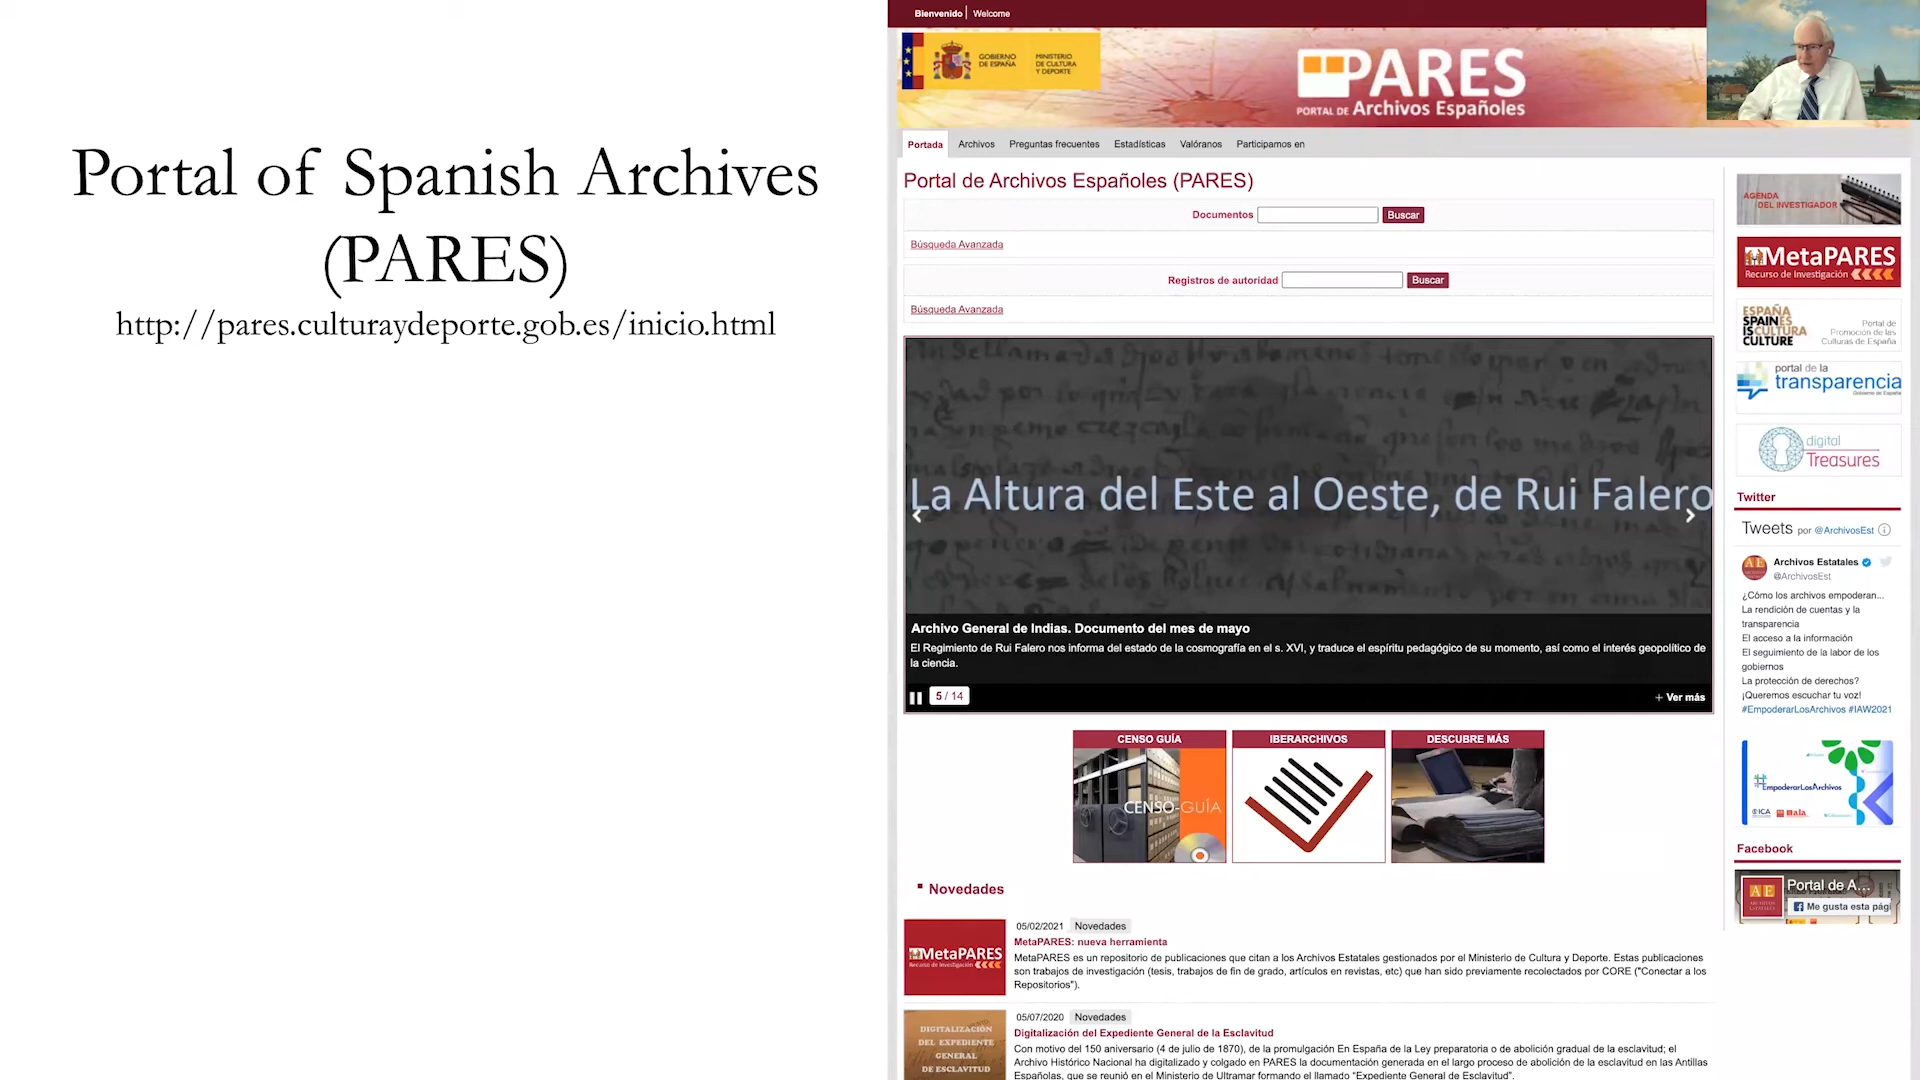 Portal of Spanish Archives
(PARES)
http://pares.culturaydeporte.gob.es/inicio.html
Bienvenido | Welcome
GOBIERNO
DE ESPAÑA
MINISTERIO
DE CULTURA
Y DEPORTE
PARES
PORTAL DE Archivos Españoles
Portada Archivos Preguntas frecuentes Estadísticas Valóranos Participamos en
Portal de Archivos Españoles (PARES)
Documentos Buscar
Búsqueda Avanzada
Registros de autoridad Buscar
Búsqueda Avanzada
La Altura del Este al Oeste, de Rui Falero
Archivo General de Indias. Documento del mes de mayo
El Regimiento de Rui Falero nos informa del estado de la cosmografía en el s. XVI, y traduce el espíritu pedagógico de su momento, así como el interés geopolítico de
la ciencia.
5 / 14
+ Ver más
CENSO GUÍA
CENSO-GUÍA
IBERARCHIVOS
DESCUBRE MÁS
Novedades
MetaPARES
Recurso de Investigación
05/02/2021 Novedades
MetaPARES: nueva herramienta
MetaPARES es un repositorio de publicaciones que citan a los Archivos Estatales gestionados por el Ministerio de Cultura y Deporte. Estas publicaciones
son trabajos de investigación (tesis, trabajos de fin de grado, artículos en revistas, etc) que han sido previamente recolectados por CORE ("Conectar a los
Repositorios").
DIGITALIZACIÓN
DEL EXPEDIENTE
GENERAL
DE ESCLAVITUD
05/07/2020 Novedades
Digitalización del Expediente General de la Esclavitud
Con motivo del 150 aniversario (4 de julio de 1870), de la promulgación En España de la Ley preparatoria o de abolición gradual de la esclavitud; el
Archivo Histórico Nacional ha digitalizado y colgado en PARES la documentación generada en el largo proceso de abolición de la esclavitud en las Antillas
Españolas, que se reunió en el Ministerio de Ultramar formando el llamado "Expediente General de Esclavitud".
AGENDA
DEL INVESTIGADOR
MetaPARES
Recurso de Investigación
ESPAÑA
SPAIN ES
IS CULTURA
CULTURE
Portal de
Promoción de las
Culturas de España
portal de la
transparencia
Gobierno de España
digital
Treasures
Twitter
Tweets por @ArchivosEst
AE
Archivos Estatales
@ArchivosEst
¿Cómo los archivos empoderan...
La rendición de cuentas y la
transparencia
El acceso a la información
El seguimiento de la labor de los
gobiernos
La protección de derechos?
¡Queremos escuchar tu voz!
#EmpoderarLosArchivos #IAW2021
#EmpoderarLosArchivos
ICA
ala
Facebook
AE
Portal de A...
Me gusta esta pági